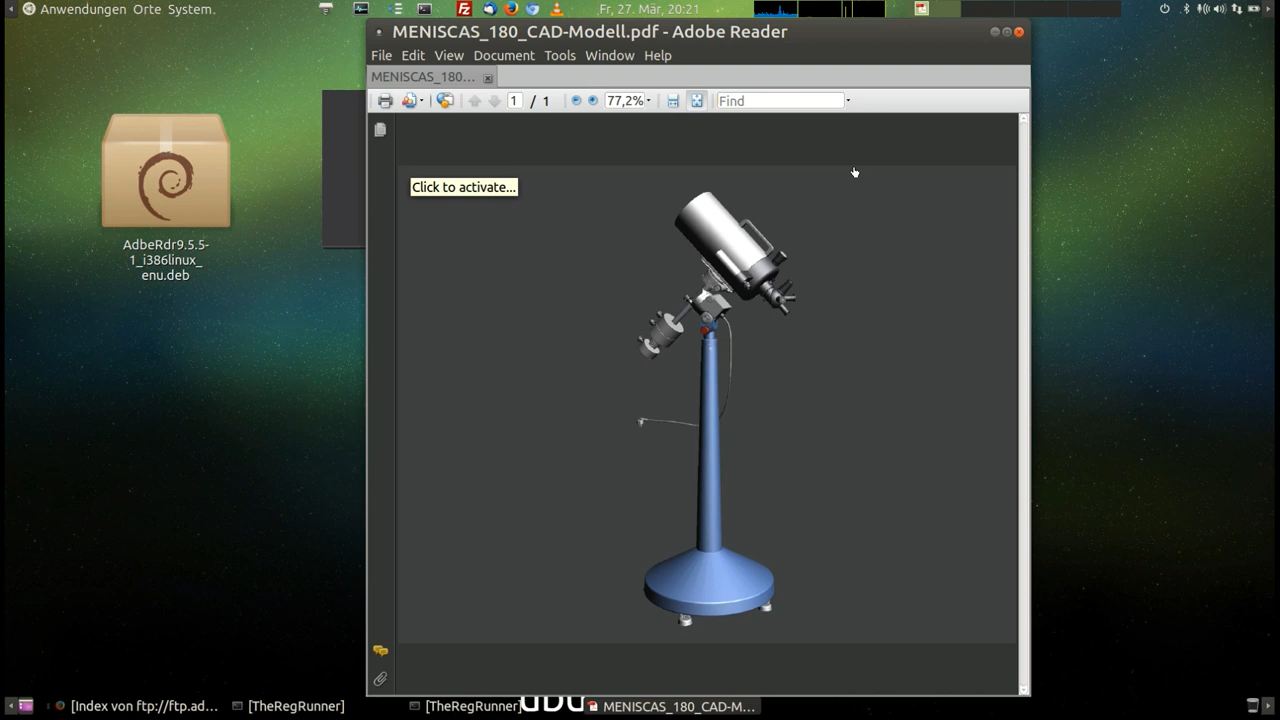 Anwendungen Orte System.
Fr, 27. Mär, 20:21
MENISCAS_180_CAD-Modell.pdf - Adobe Reader
File Edit View Document Tools Window Help
MENISCAS_180...
1 / 1 77,2% Find
Click to activate...
AdbeRdr9.5.5-
1_i386linux_
enu.deb
[Index von ftp://ftp.ad... [TheRegRunner] [TheRegRunner] MENISCAS_180_CAD-M...